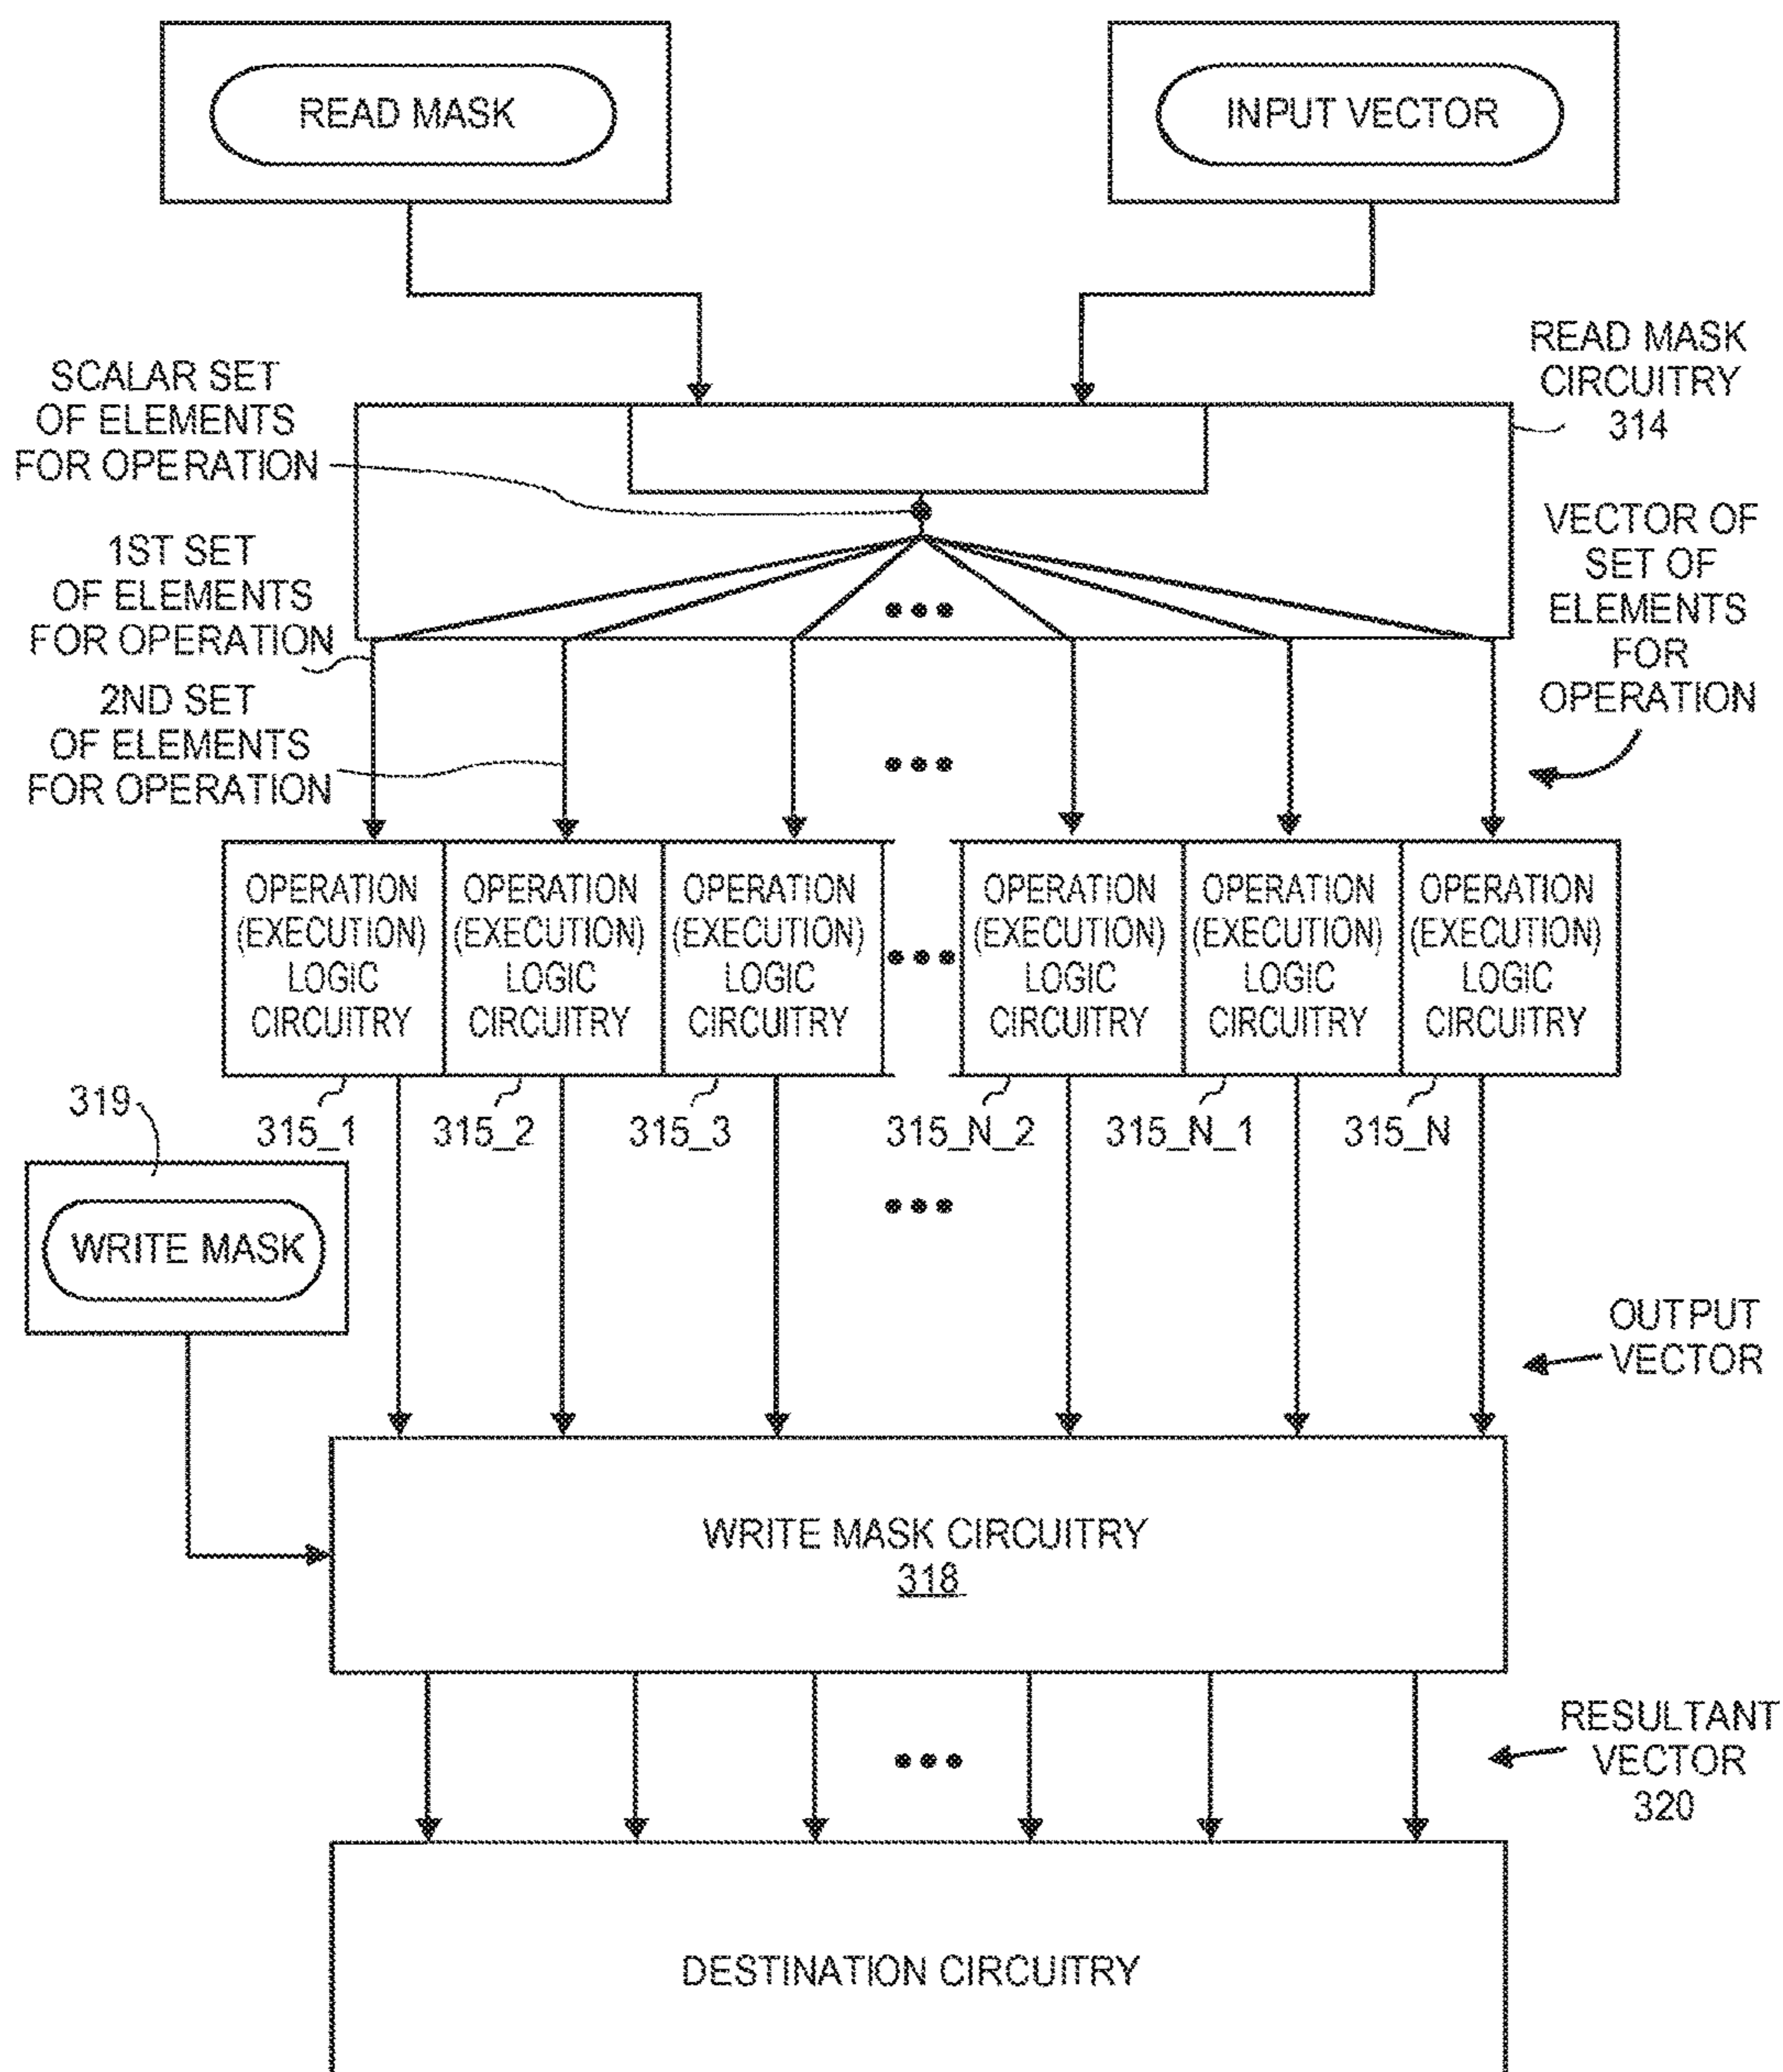 READ MASK
INPUT VECTOR
READ MASK
CIRCUITRY
314
SCALAR SET
OF ELEMENTS
FOR OPERATION
1ST SET
OF ELEMENTS
FOR OPERATION
2ND SET
OF ELEMENTS
FOR OPERATION
VECTOR OF
SET OF
ELEMENTS
FOR
OPERATION
OPERATION
(EXECUTION)
LOGIC
CIRCUITRY
OPERATION
(EXECUTION)
LOGIC
CIRCUITRY
OPERATION
(EXECUTION)
LOGIC
CIRCUITRY
OPERATION
(EXECUTION)
LOGIC
CIRCUITRY
OPERATION
(EXECUTION)
LOGIC
CIRCUITRY
OPERATION
(EXECUTION)
LOGIC
CIRCUITRY
315_1
315_2
315_3
315_N_2
315_N_1
315_N
319
WRITE MASK
OUTPUT
VECTOR
WRITE MASK CIRCUITRY
318
RESULTANT
VECTOR
320
DESTINATION CIRCUITRY